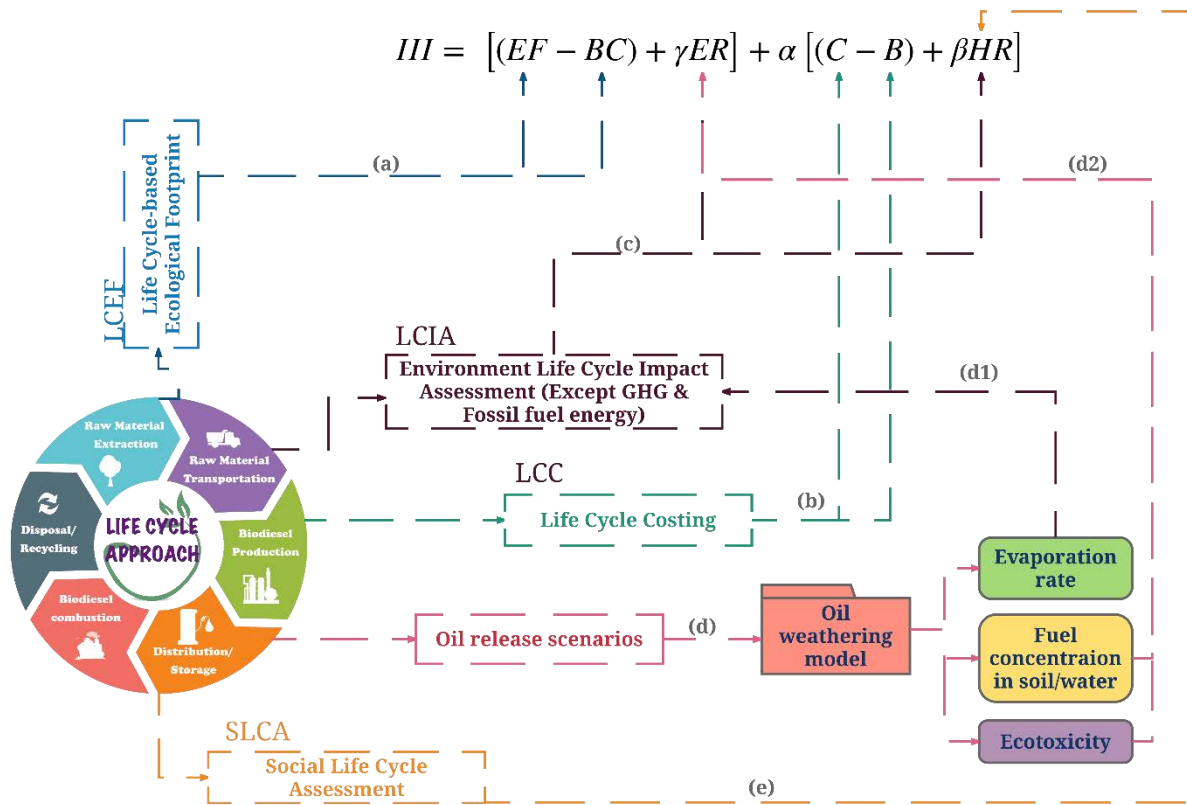 III = [(EF − BC) + γER] + α [(C − B) + βHR]
(a)
(d2)
LCEF
Life Cycle-based
Ecological Footprint
(c)
LCIA
Environment Life Cycle Impact
Assessment (Except GHG &
Fossil fuel energy)
(d1)
Raw Material
Extraction
Raw Material
Transportation
LCC
Life Cycle Costing
(b)
Disposal/
Recycling
LIFE CYCLE
APPROACH
Biodiesel
Production
Evaporation
rate
Biodiesel
combustion
Distribution/
Storage
Oil release scenarios
(d)
Oil
weathering
model
Fuel
concentraion
in soil/water
Ecotoxicity
SLCA
Social Life Cycle
Assessment
(e)